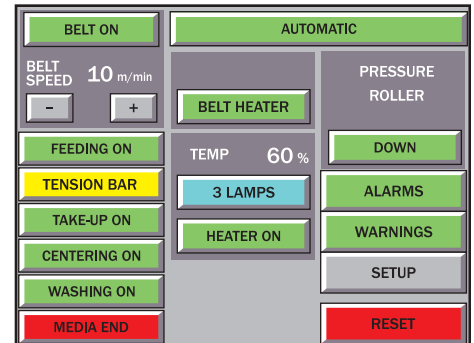 BELT ON
AUTOMATIC
BELT
SPEED 10 m/min
- +
BELT HEATER
PRESSURE
ROLLER
FEEDING ON
TENSION BAR
TAKE-UP ON
CENTERING ON
WASHING ON
MEDIA END
TEMP 60 %
3 LAMPS
HEATER ON
DOWN
ALARMS
WARNINGS
SETUP
RESET